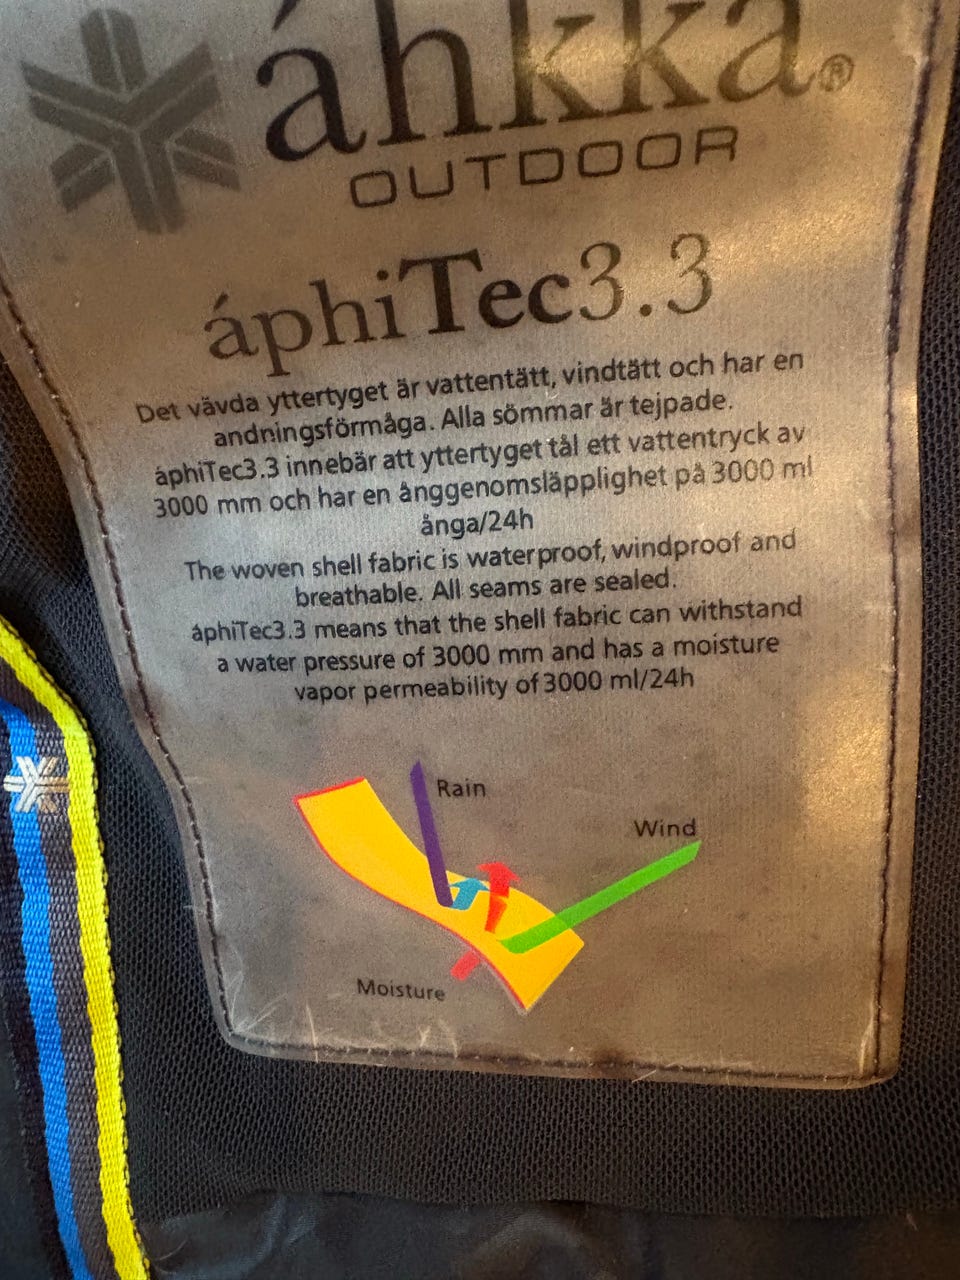 áhkka®
OUTDOOR
áphiTec3.3
Det vävda yttertyget är vattentätt, vindtätt och har en
andningsförmåga. Alla sömmar är tejpade.
áphiTec3.3 innebär att yttertyget tål ett vattentryck av
3000 mm och har en ånggenomsläpplighet på 3000 ml
ånga/24h
The woven shell fabric is waterproof, windproof and
breathable. All seams are sealed.
áphiTec3.3 means that the shell fabric can withstand
a water pressure of 3000 mm and has a moisture
vapor permeability of 3000 ml/24h
Rain
Wind
Moisture